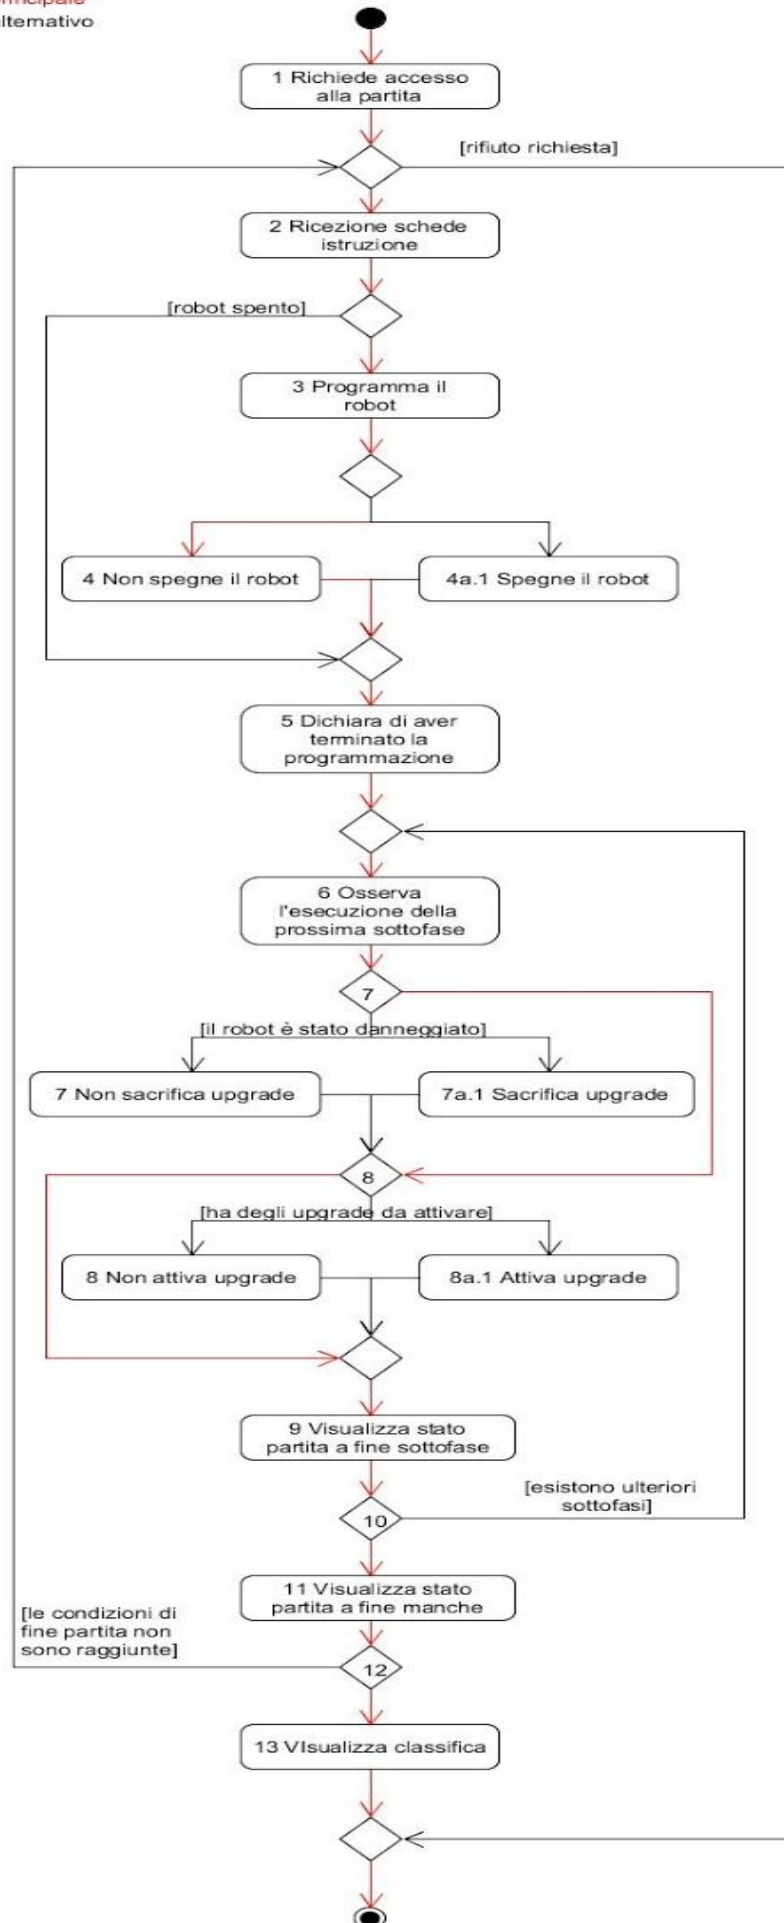 lternativo
1 Richiede accesso
alla partita
[rifiuto richiesta]
2 Ricezione schede
istruzione
[robot spento]
3 Programma il
robot
4 Non spegne il robot
4a.1 Spegne il robot
5 Dichiara di aver
terminato la
programmazione
6 Osserva
l'esecuzione della
prossima sottofase
7
[il robot è stato danneggiato]
7 Non sacrifica upgrade
7a.1 Sacrifica upgrade
8
[ha degli upgrade da attivare]
8 Non attiva upgrade
8a.1 Attiva upgrade
9 Visualizza stato
partita a fine sottofase
[esistono ulteriori
sottofasi]
10
11 Visualizza stato
partita a fine manche
[le condizioni di
fine partita non
sono raggiunte]
12
13 VIsualizza classifica